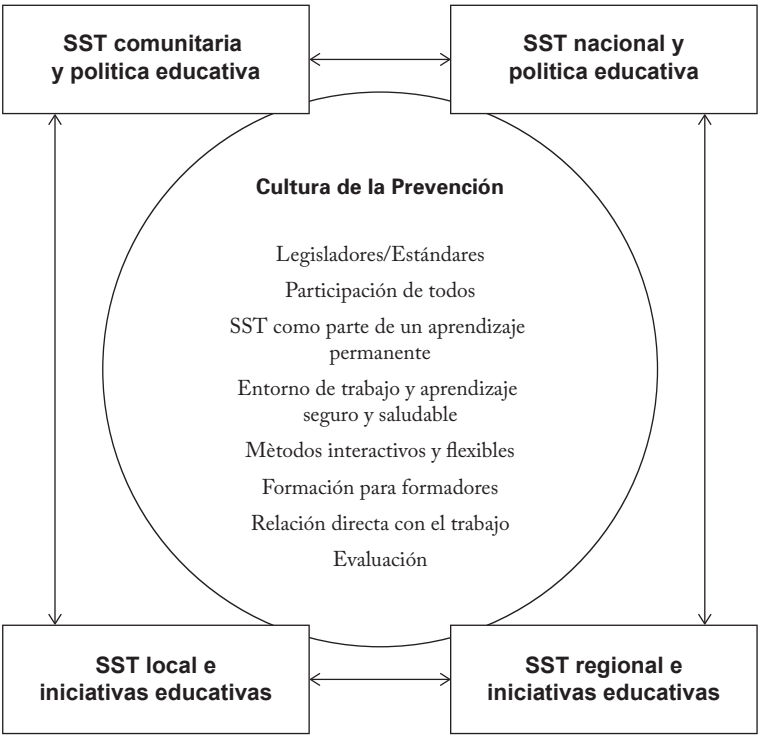 SST comunitaria
y politica educativa
SST nacional y
politica educativa
Cultura de la Prevención
Legisladores/Estándares
Participación de todos
SST como parte de un aprendizaje
permanente
Entorno de trabajo y aprendizaje
seguro y saludable
Mètodos interactivos y flexibles
Formación para formadores
Relación directa con el trabajo
Evaluación
SST local e
iniciativas educativas
SST regional e
iniciativas educativas